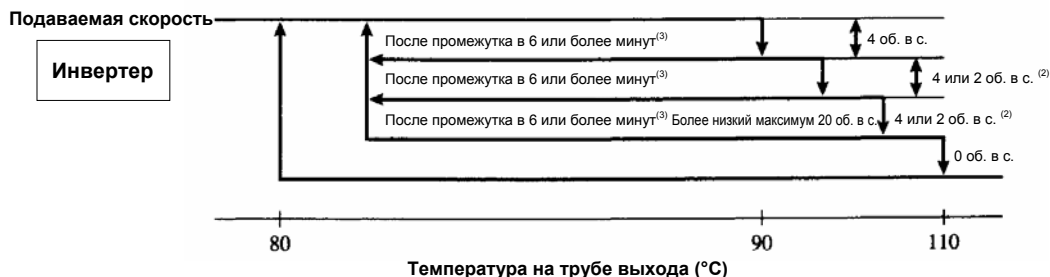 Подаваемая скорость
Инвертер
После промежутка в 6 или более минут(3)
4 об. в с.
После промежутка в 6 или более минут(3)
4 или 2 об. в с. (2)
После промежутка в 6 или более минут(3) Более низкий максимум 20 об. в с. 4 или 2 об. в с. (2)
0 об. в с.
80 90 110
Температура на трубе выхода (°C)